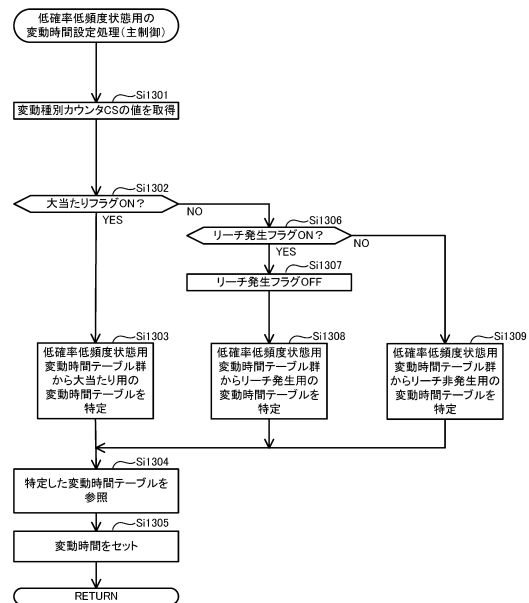 低確率低頻度状態用の
変動時間設定処理(主制御)
Si1301
変動種別カウンタCSの値を取得
Si1302
大当たりフラグON?
YES
NO
Si1306
リーチ発生フラグON?
YES
NO
Si1307
リーチ発生フラグOFF
Si1303
低確率低頻度状態用
変動時間テーブル群
から大当たり用の
変動時間テーブルを
特定
Si1308
低確率低頻度状態用
変動時間テーブル群
からリーチ発生用の
変動時間テーブルを
特定
Si1309
低確率低頻度状態用
変動時間テーブル群
からリーチ非発生用の
変動時間テーブルを
特定
Si1304
特定した変動時間テーブルを
参照
Si1305
変動時間をセット
RETURN